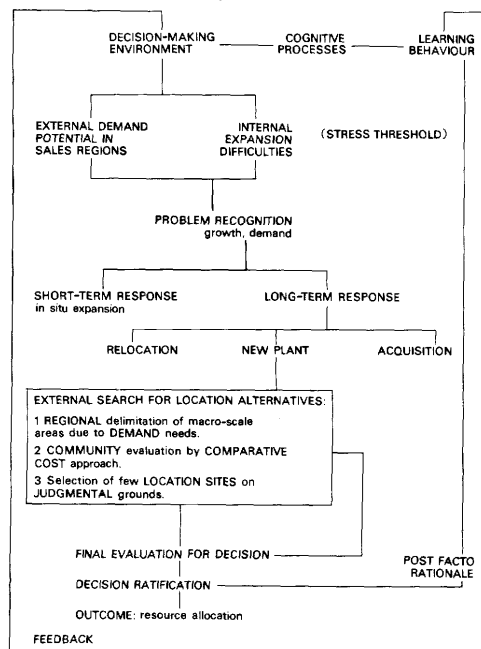 DECISION-MAKING
ENVIRONMENT
COGNITIVE
PROCESSES
LEARNING
BEHAVIOUR
EXTERNAL DEMAND
POTENTIAL IN
SALES REGIONS
INTERNAL
EXPANSION
DIFFICULTIES
(STRESS THRESHOLD)
PROBLEM RECOGNITION
growth, demand
SHORT-TERM RESPONSE
in situ expansion
LONG-TERM RESPONSE
RELOCATION
NEW PLANT
ACQUISITION
EXTERNAL SEARCH FOR LOCATION ALTERNATIVES:
1 REGIONAL delimitation of macro-scale
areas due to DEMAND needs.
2 COMMUNITY evaluation by COMPARATIVE
COST approach.
3 Selection of few LOCATION SITES on
JUDGMENTAL grounds.
FINAL EVALUATION FOR DECISION
POST FACTO
RATIONALE
DECISION RATIFICATION
OUTCOME: resource allocation
FEEDBACK